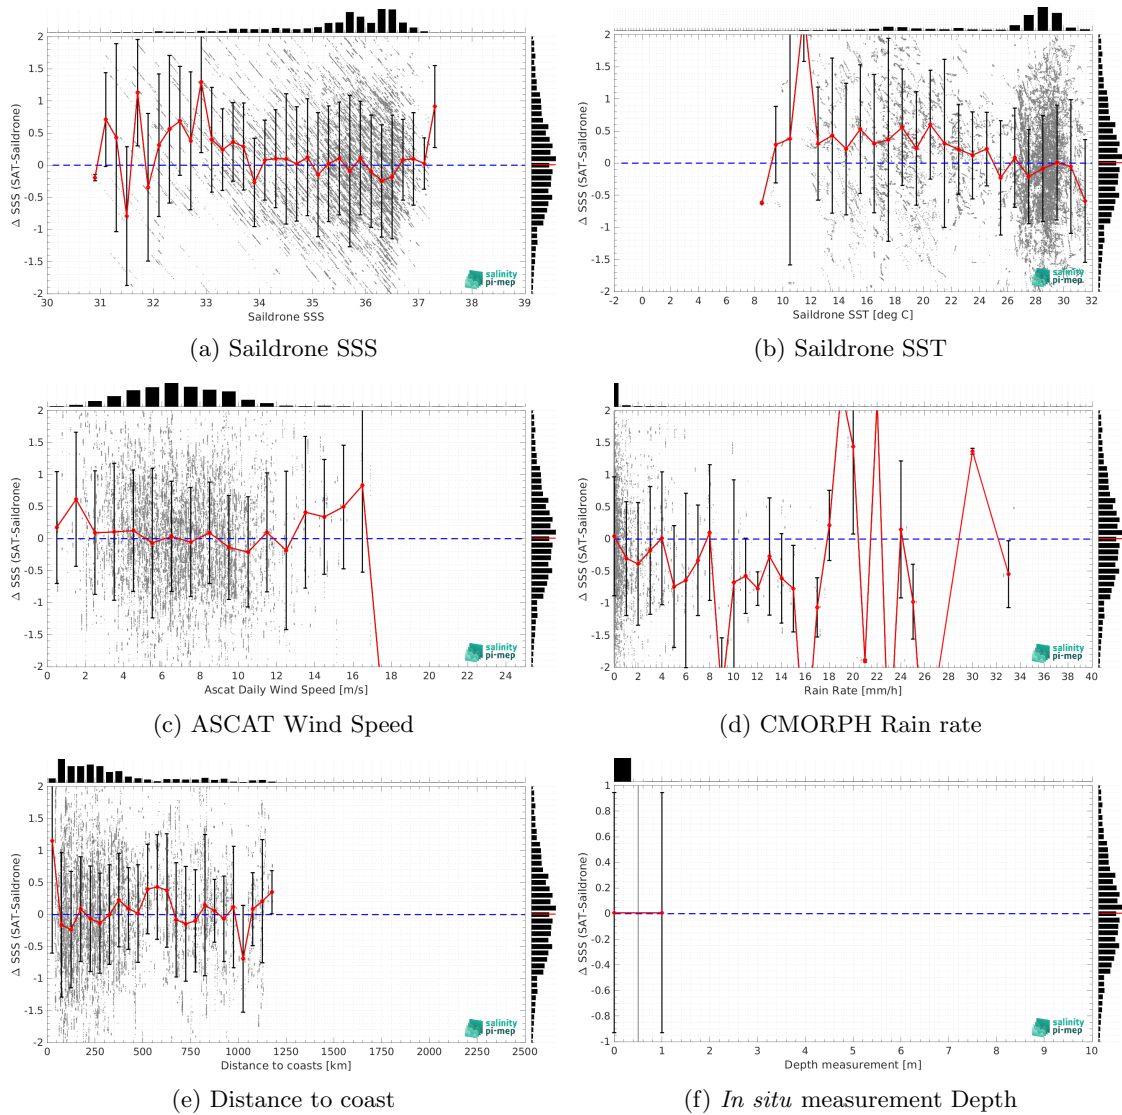 2
1.5
1
0.5
0
-0.5
-1
-1.5
-2
Δ SSS (SAT-Saildrone)
30 31 32 33 34 35 36 37 38 39
Saildrone SSS
salinity
pi-mep
(a) Saildrone SSS
2
1.5
1
0.5
0
-0.5
-1
-1.5
-2
Δ SSS (SAT-Saildrone)
-2 0 2 4 6 8 10 12 14 16 18 20 22 24 26 28 30 32
Saildrone SST [deg C]
salinity
pi-mep
(b) Saildrone SST
2
1.5
1
0.5
0
-0.5
-1
-1.5
-2
Δ SSS (SAT-Saildrone)
0 2 4 6 8 10 12 14 16 18 20 22 24
Ascat Daily Wind Speed [m/s]
salinity
pi-mep
(c) ASCAT Wind Speed
2
1.5
1
0.5
0
-0.5
-1
-1.5
-2
Δ SSS (SAT-Saildrone)
0 2 4 6 8 10 12 14 16 18 20 22 24 26 28 30 32 34 36 38 40
Rain Rate [mm/h]
salinity
pi-mep
(d) CMORPH Rain rate
2
1.5
1
0.5
0
-0.5
-1
-1.5
-2
Δ SSS (SAT-Saildrone)
0 250 500 750 1000 1250 1500 1750 2000 2250 2500
Distance to coasts [km]
salinity
pi-mep
(e) Distance to coast
1
0.8
0.6
0.4
0.2
0
-0.2
-0.4
-0.6
-0.8
-1
Δ SSS (SAT-Saildrone)
0 1 2 3 4 5 6 7 8 9 10
Depth measurement [m]
salinity
pi-mep
(f) In situ measurement Depth